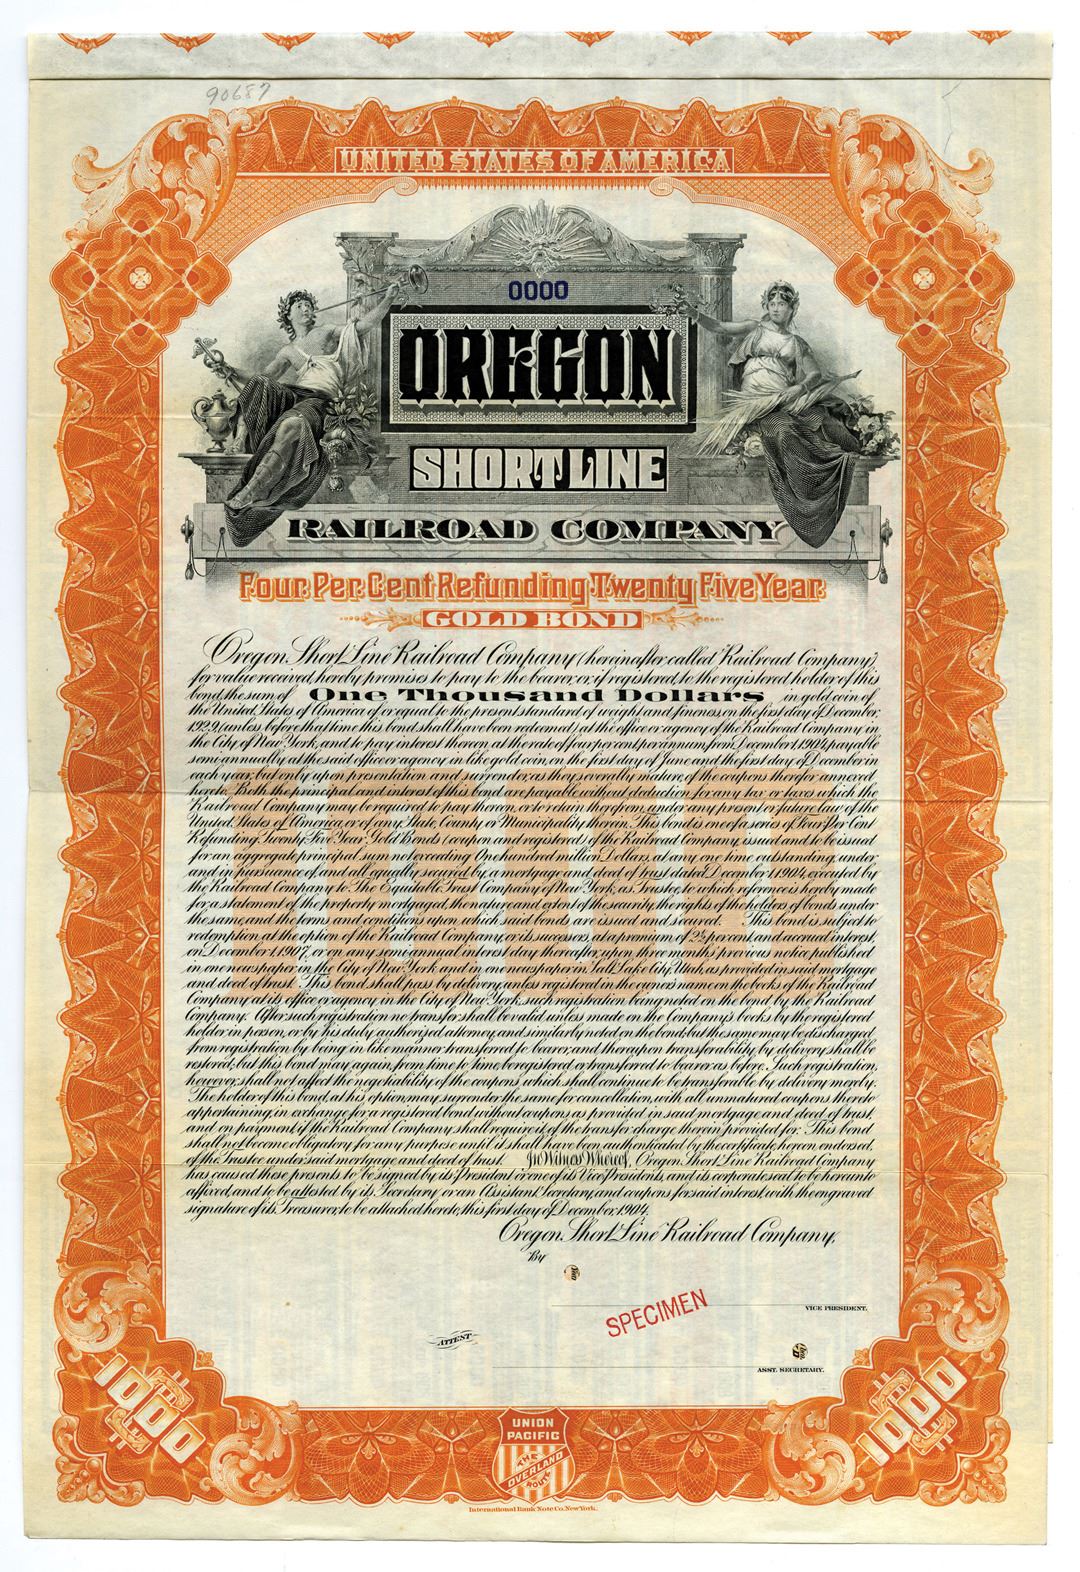 90687
UNITED STATES OF AMERICA
0000
OREGON
SHORT LINE
RAILROAD COMPANY
Four Per Cent Refunding Twenty Five Year
GOLD BOND
Oregon Short Line Railroad Company (hereinafter called Railroad Company)
for value received, hereby promises to pay to the bearer, or, if registered, to the registered holder of this
bond, the sum of One Thousand Dollars in gold coin of
the United States of America of or equal to the present standard of weight and fineness, on the first day of December,
1929, (unless before that time this bond shall have been redeemed) at the office or agency of the Railroad Company in
the City of New York, and to pay interest thereon at the rate of four per cent per annum, from December 1, 1904, payable
semi-annually, at the said office or agency in like gold coin, on the first day of June and the first day of December in
each year, but only upon presentation and surrender, as they severally mature, of the coupons therefor annexed
hereto. Both the principal and interest of this bond are payable without deduction for any tax or taxes which the
Railroad Company may be required to pay thereon, or to retain therefrom, under any present or future law of the
United States of America, or of any State, County or Municipality therein. This bond is one of a series of Four Per Cent
Refunding Twenty Five Year Gold Bonds (coupon and registered) of the Railroad Company, issued and to be issued
for an aggregate principal sum not exceeding One hundred million Dollars, at any one time outstanding, under
and in pursuance of, and all equally secured by, a mortgage and deed of trust dated December 1, 1904, executed by
the Railroad Company to The Equitable Trust Company of New York, as Trustee, to which reference is hereby made
for a statement of the property mortgaged, the nature and extent of the security, the rights of the holders of bonds under
the same and the terms and conditions upon which said bonds are issued and secured. This bond is subject to
redemption at the option of the Railroad Company, or its successors, at a premium of 2½ per cent, and accrued interest,
on December 1, 1907, or on any semi annual interest day thereafter, upon three months previous notice published
in one newspaper in the City of New York and in one newspaper in Salt Lake City, Utah, as provided in said mortgage
and deed of trust. This bond shall pass by delivery, unless registered in the owner's name on the books of the Railroad
Company at its office or agency in the City of New York, such registration being noted on the bond by the Railroad
Company. After such registration no transfer shall be valid unless made on the Company's books by the registered
holder in person, or by his duly authorized attorney, and similarly noted on the bond; but the same may be discharged
from registration by being in like manner transferred to bearer, and thereupon transferability by delivery shall be
restored; but this bond may again, from time to time, be registered or transferred to bearer as before. Such registration,
however, shall not affect the negotiability of the coupons, which shall continue to be transferable by delivery merely.
The holder of this bond, at his option, may surrender the same for cancellation, with all unmatured coupons thereto
appertaining, in exchange for a registered bond without coupons as provided in said mortgage and deed of trust,
and on payment, if the Railroad Company shall require it, of the transfer charge therein provided for. This bond
shall not become obligatory for any purpose until it shall have been authenticated by the certificate, hereon endorsed,
of the Trustee under said mortgage and deed of trust. In Witness Whereof, Oregon Short Line Railroad Company
has caused these presents to be signed by its President or one of its Vice Presidents, and its corporate seal to be hereunto
affixed, and to be attested by its Secretary or an Assistant Secretary, and coupons for said interest, with the engraved
signature of its Treasurer, to be attached hereto, this first day of December, 1904.
Oregon Short Line Railroad Company,
By
VICE PRESIDENT.
SPECIMEN
ATTEST
ASST. SECRETARY.
1000
1000
UNION
PACIFIC
THE
OVERLAND
ROUTE
International Bank Note Co. New York.